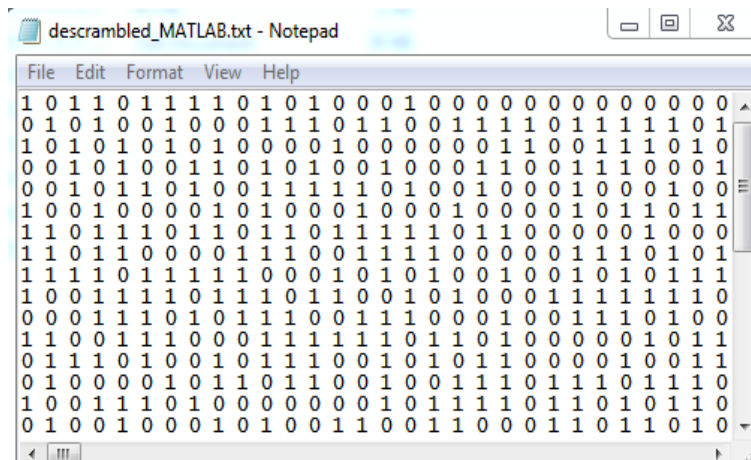 descrambled_MATLAB.txt - Notepad
File Edit Format View Help
1 0 1 1 0 1 1 1 1 0 1 0 1 0 0 0 1 0 0 0 0 0 0 0 0 0 0 0 0 0
0 1 0 1 0 0 1 0 0 0 1 1 1 0 1 1 0 0 1 1 1 1 0 1 1 1 1 1 0 1
1 0 1 0 1 0 1 0 1 0 0 0 0 1 0 0 0 0 0 0 1 1 0 0 1 1 1 0 1 0
0 0 1 0 1 0 0 1 1 0 1 0 1 0 0 1 0 0 0 1 1 0 0 1 1 1 0 0 0 1
0 0 1 0 1 1 0 1 0 0 1 1 1 1 1 0 1 0 0 1 0 0 0 1 0 0 0 1 0 0
1 0 0 1 0 0 0 0 1 0 1 0 0 0 1 0 0 0 1 0 0 0 0 1 0 1 1 0 1 1
1 1 0 1 1 1 0 1 1 0 1 1 1 1 1 1 0 1 1 0 0 0 0 0 0 1 0 0 0
1 1 0 1 1 0 0 0 0 1 1 1 0 0 1 1 1 1 1 0 0 0 0 0 1 1 1 0 1 0 1
1 1 1 1 0 1 1 1 1 1 0 0 0 1 0 1 0 1 0 0 1 0 0 1 0 1 0 1 1 1
1 0 0 1 1 1 1 0 1 1 1 0 1 1 0 0 1 0 1 0 0 0 1 1 1 1 1 1 1 0
0 0 0 1 1 1 0 1 0 1 1 1 0 0 1 1 1 0 0 0 1 0 0 1 1 1 0 1 0 0
1 1 0 0 1 1 1 0 0 0 1 1 1 1 1 1 0 1 1 0 1 0 0 0 0 0 1 0 1 1
0 1 1 1 0 1 0 0 1 0 1 1 1 0 0 1 0 1 0 1 1 0 0 0 0 1 0 0 1 1
0 1 0 0 0 0 1 0 1 1 0 1 1 0 0 1 0 0 1 1 1 1 0 1 1 1 0 1 1 1 0
1 0 0 1 1 1 0 1 0 0 0 0 0 0 0 1 0 1 1 1 1 0 1 1 0 1 0 1 1 0
0 1 0 0 1 0 0 0 1 0 1 0 0 1 1 0 0 1 1 0 0 0 1 1 0 1 1 0 1 0